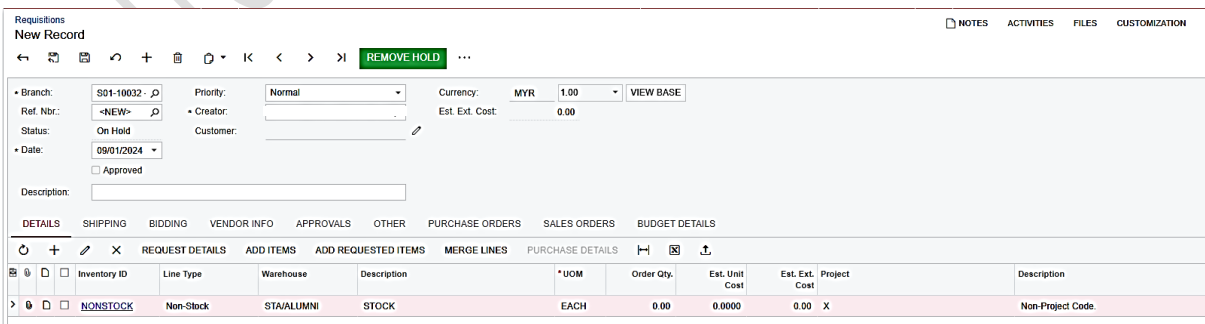 Requisitions
New Record
NOTES ACTIVITIES FILES CUSTOMIZATION
REMOVE HOLD ...
* Branch: S01-10032 - Priority: Normal Currency: MYR 1.00 VIEW BASE
Ref. Nbr.: <NEW> * Creator: Est. Ext. Cost: 0.00
Status: On Hold Customer:
* Date: 09/01/2024
Approved
Description:
DETAILS SHIPPING BIDDING VENDOR INFO APPROVALS OTHER PURCHASE ORDERS SALES ORDERS BUDGET DETAILS
REQUEST DETAILS ADD ITEMS ADD REQUESTED ITEMS MERGE LINES PURCHASE DETAILS
Inventory ID Line Type Warehouse Description * UOM Order Qty. Est. Unit Est. Ext. Project Description
Cost Cost
NONSTOCK Non-Stock STA/ALUMNI STOCK EACH 0.00 0.0000 0.00 X Non-Project Code.